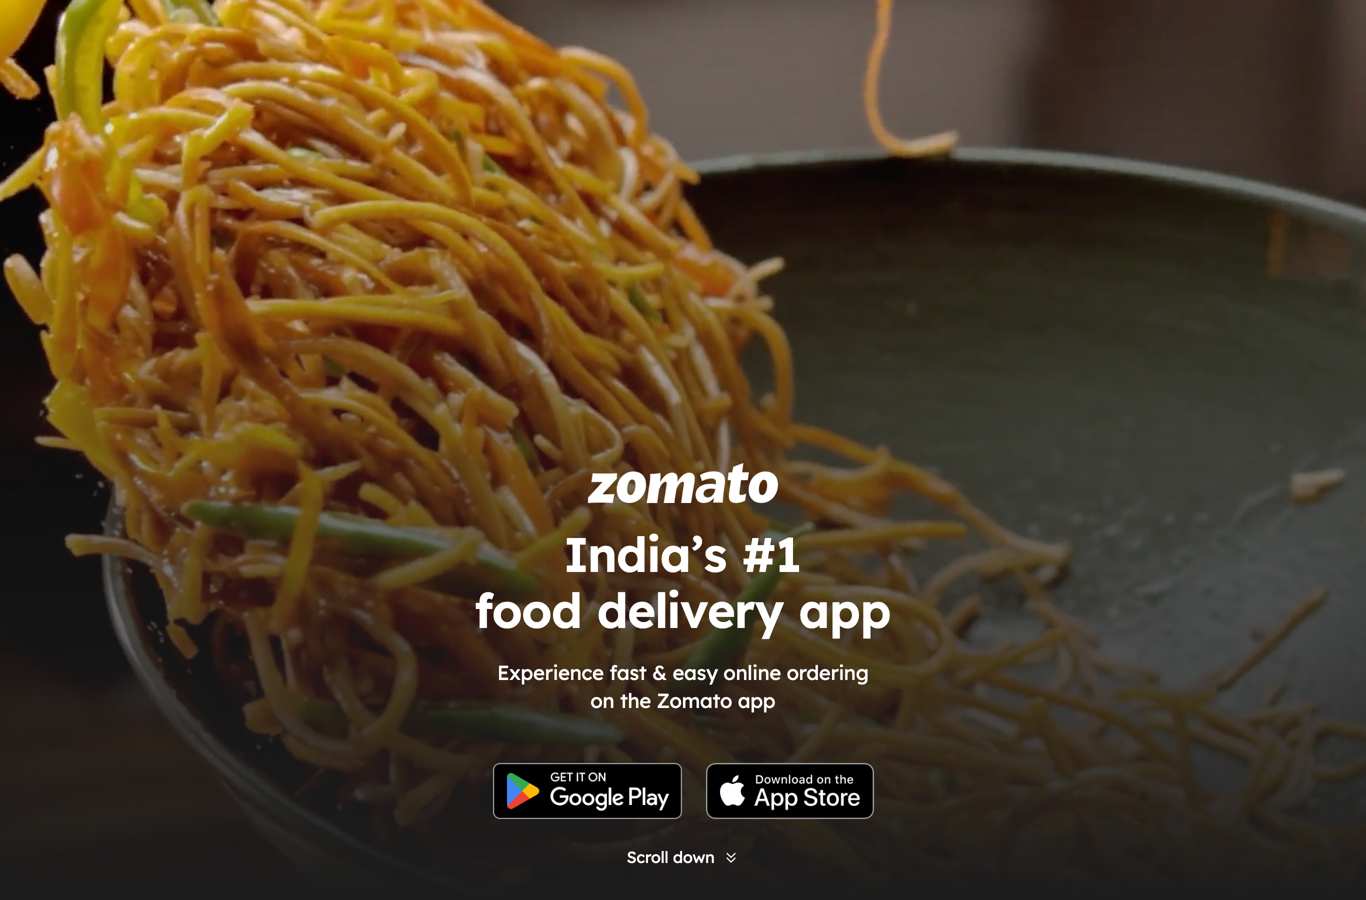 zomato
India’s #1
food delivery app
Experience fast & easy online ordering
on the Zomato app
GET IT ON
Google Play
Download on the
App Store
Scroll down